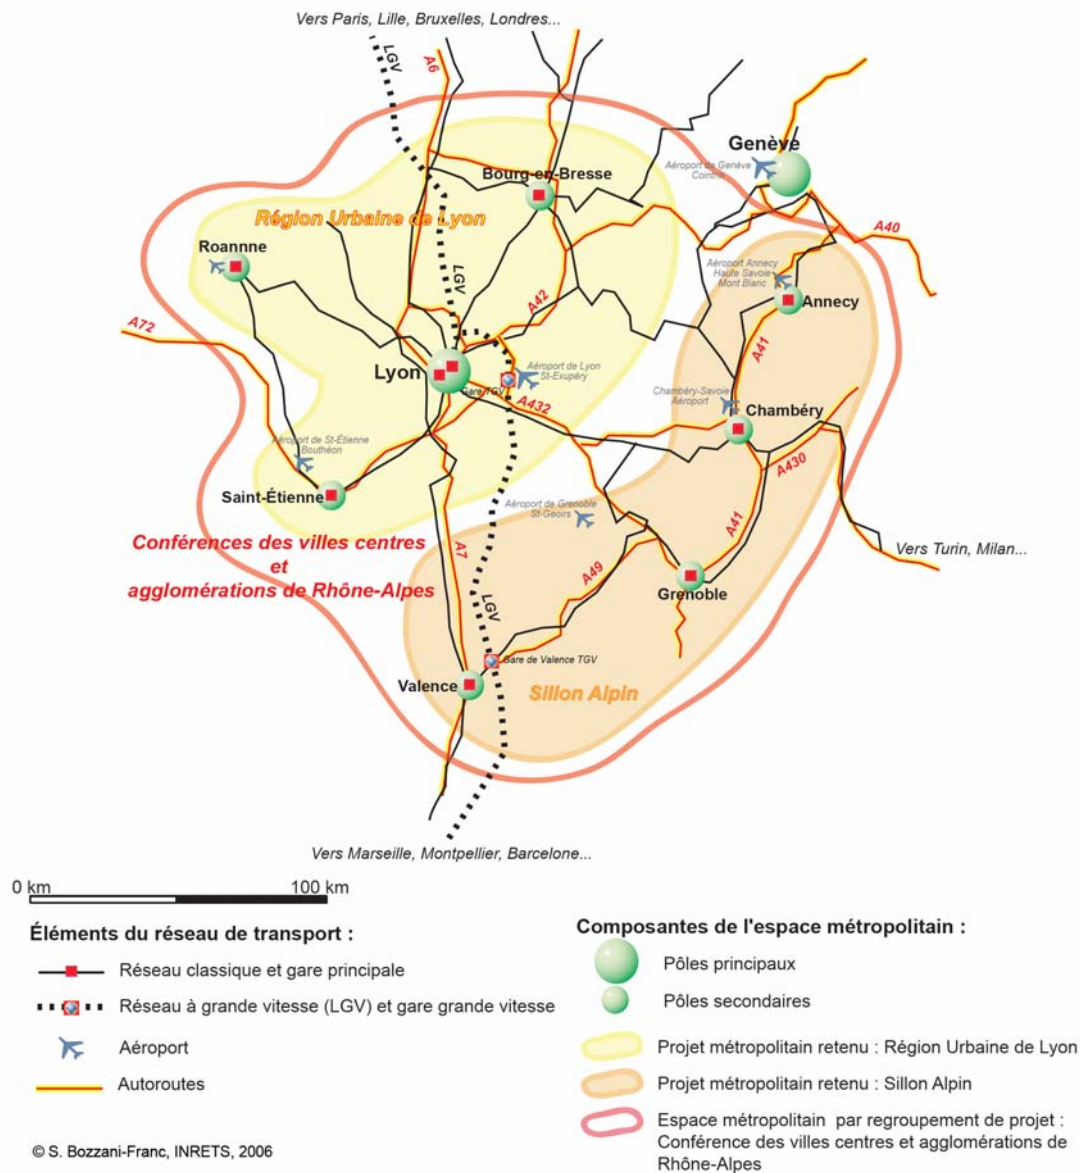 Vers Paris, Lille, Bruxelles, Londres...
LGV
A6
Genève
Aéroport de Genève
Cointrin
Bourg-en-Bresse
Région Urbaine de Lyon
A40
Roannne
LGV
Aéroport Annecy
Haute Savoie
Mont Blanc
Annecy
A42
A72
A41
Lyon
Aéroport de Lyon
St-Exupéry
Gare TGV
A432
Chambéry-Savoie
Aéroport
Chambéry
Aéroport de St-Étienne
Bouthéon
A430
Saint-Étienne
Aéroport de Grenoble
St-Geoirs
A41
Conférences des villes centres
et
agglomérations de Rhône-Alpes
A7
Vers Turin, Milan...
A49
Grenoble
LGV
Gare de Valence TGV
Valence
Sillon Alpin
Vers Marseille, Montpellier, Barcelone...
0 km
100 km
Éléments du réseau de transport :
Réseau classique et gare principale
Réseau à grande vitesse (LGV) et gare grande vitesse
Aéroport
Autoroutes
© S. Bozzani-Franc, INRETS, 2006
Composantes de l'espace métropolitain :
Pôles principaux
Pôles secondaires
Projet métropolitain retenu : Région Urbaine de Lyon
Projet métropolitain retenu : Sillon Alpin
Espace métropolitain par regroupement de projet :
Conférence des villes centres et agglomérations de
Rhône-Alpes